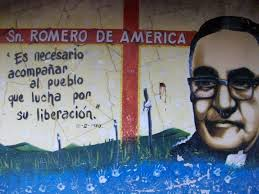 Sn. ROMERO DE AMERICA
"Es necesario
acompañar
al pueblo
que lucha por
su liberación."